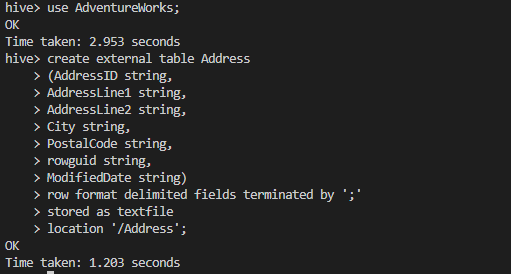 hive> use AdventureWorks;
OK
Time taken: 2.953 seconds
hive> create external table Address
    > (AddressID string,
    > AddressLine1 string,
    > AddressLine2 string,
    > City string,
    > PostalCode string,
    > rowguid string,
    > ModifiedDate string)
    > row format delimited fields terminated by ';'
    > stored as textfile
    > location '/Address';
OK
Time taken: 1.203 seconds